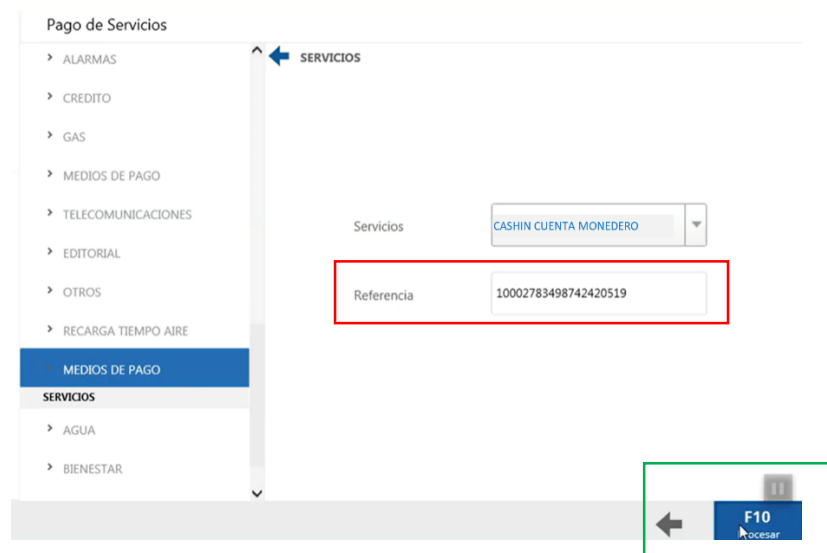 Pago de Servicios
ALARMAS
CREDITO
GAS
MEDIOS DE PAGO
TELECOMUNICACIONES
EDITORIAL
OTROS
RECARGA TIEMPO AIRE
MEDIOS DE PAGO
SERVICIOS
AGUA
BIENESTAR
SERVICIOS
Servicios
CASHIN CUENTA MONEDERO
Referencia
10002783498742420519
F10
Procesar